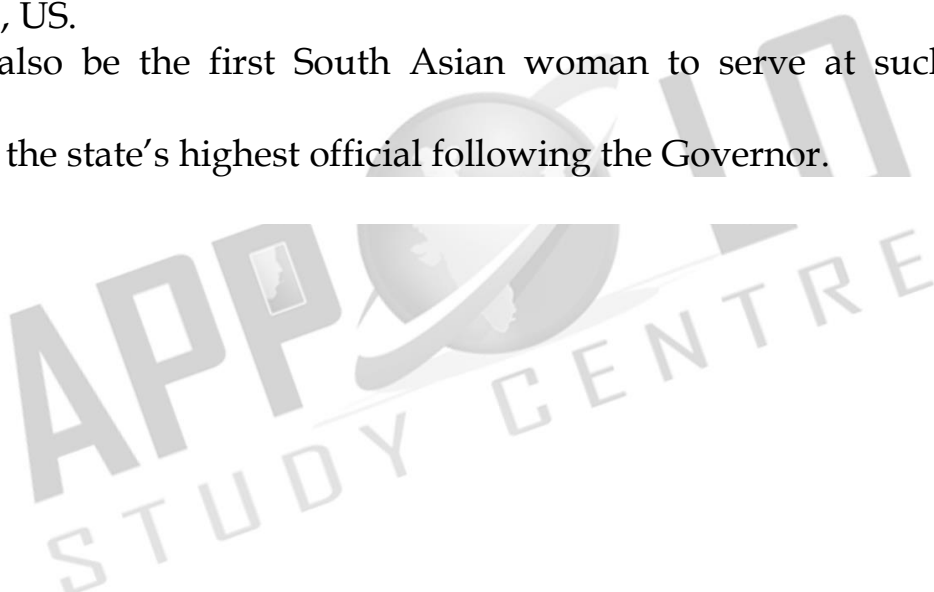 , US.
also be the first South Asian woman to serve at such
the state's highest official following the Governor.
APPOLO
STUDY CENTRE